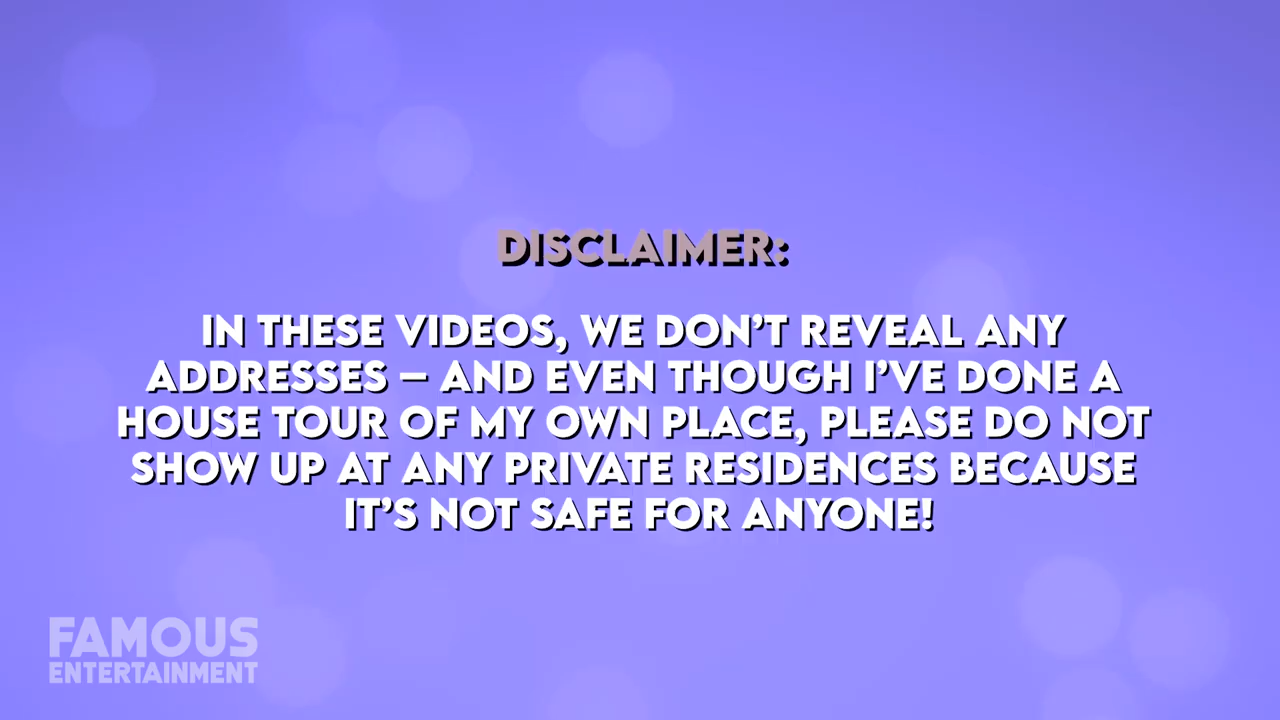 DISCLAIMER:
IN THESE VIDEOS, WE DON'T REVEAL ANY
ADDRESSES – AND EVEN THOUGH I'VE DONE A
HOUSE TOUR OF MY OWN PLACE, PLEASE DO NOT
SHOW UP AT ANY PRIVATE RESIDENCES BECAUSE
IT'S NOT SAFE FOR ANYONE!
FAMOUS
ENTERTAINMENT